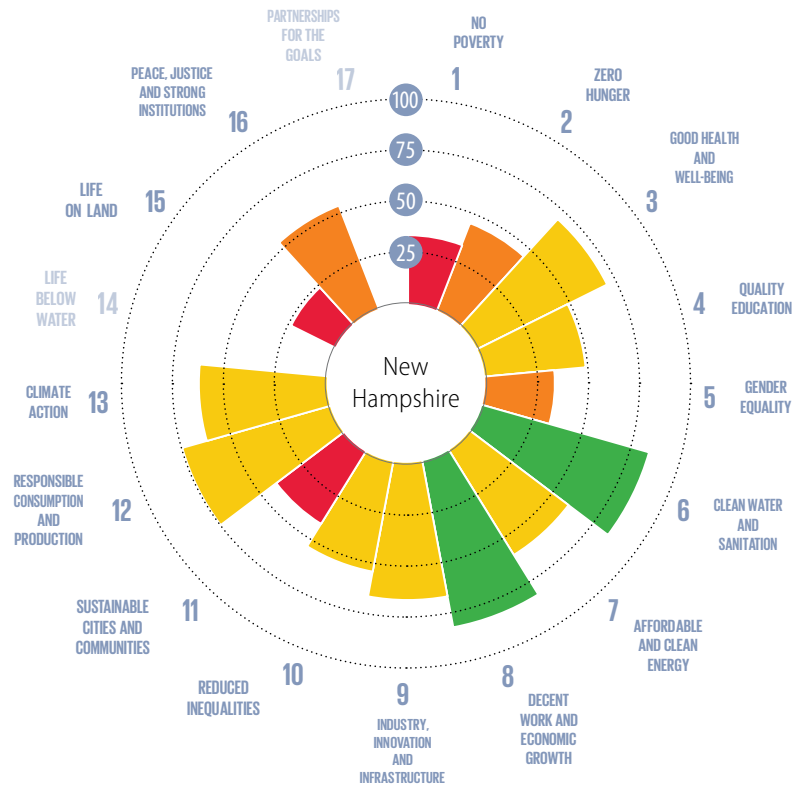 PARTNERSHIPS
FOR THE
GOALS
17
NO
POVERTY
1
ZERO
HUNGER
2
GOOD HEALTH
AND
WELL-BEING
3
QUALITY
EDUCATION
4
GENDER
EQUALITY
5
CLEAN WATER
AND
SANITATION
6
AFFORDABLE
AND CLEAN
ENERGY
7
DECENT
WORK AND
ECONOMIC
GROWTH
8
INDUSTRY,
INNOVATION
AND
INFRASTRUCTURE
9
REDUCED
INEQUALITIES
10
SUSTAINABLE
CITIES AND
COMMUNITIES
11
RESPONSIBLE
CONSUMPTION
AND
PRODUCTION
12
CLIMATE
ACTION
13
LIFE
BELOW
WATER
14
LIFE
ON LAND
15
PEACE, JUSTICE
AND STRONG
INSTITUTIONS
16
100
75
50
25
New
Hampshire